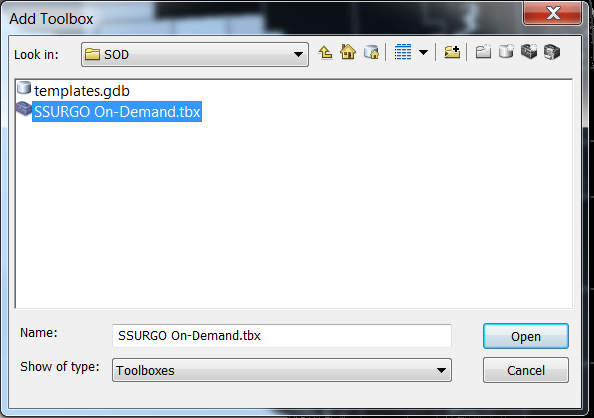 Add Toolbox
Look in: SOD
templates.gdb
SSURGO On-Demand.tbx
Name: SSURGO On-Demand.tbx Open
Show of type: Toolboxes Cancel